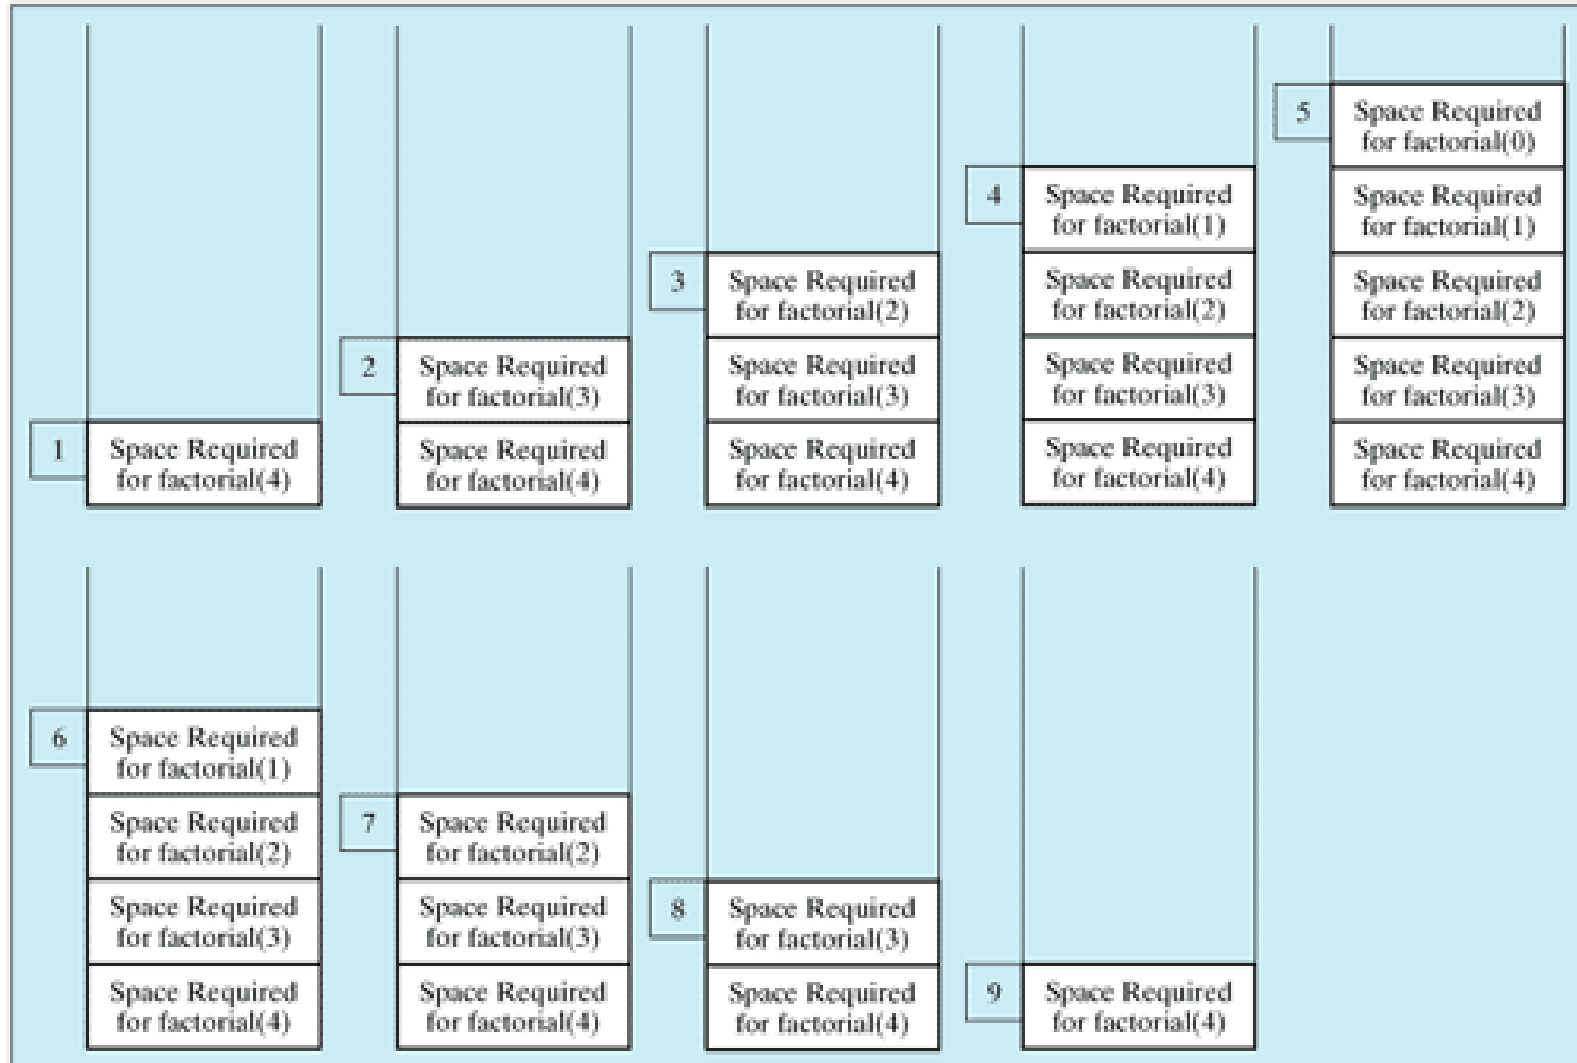 5
Space Required
for factorial(0)
4
Space Required
for factorial(1)
Space Required
for factorial(1)
3
Space Required
for factorial(2)
Space Required
for factorial(2)
Space Required
for factorial(2)
2
Space Required
for factorial(3)
Space Required
for factorial(3)
Space Required
for factorial(3)
Space Required
for factorial(3)
1
Space Required
for factorial(4)
Space Required
for factorial(4)
Space Required
for factorial(4)
Space Required
for factorial(4)
Space Required
for factorial(4)
6
Space Required
for factorial(1)
Space Required
for factorial(2)
7
Space Required
for factorial(2)
Space Required
for factorial(3)
Space Required
for factorial(3)
8
Space Required
for factorial(3)
Space Required
for factorial(4)
Space Required
for factorial(4)
Space Required
for factorial(4)
9
Space Required
for factorial(4)